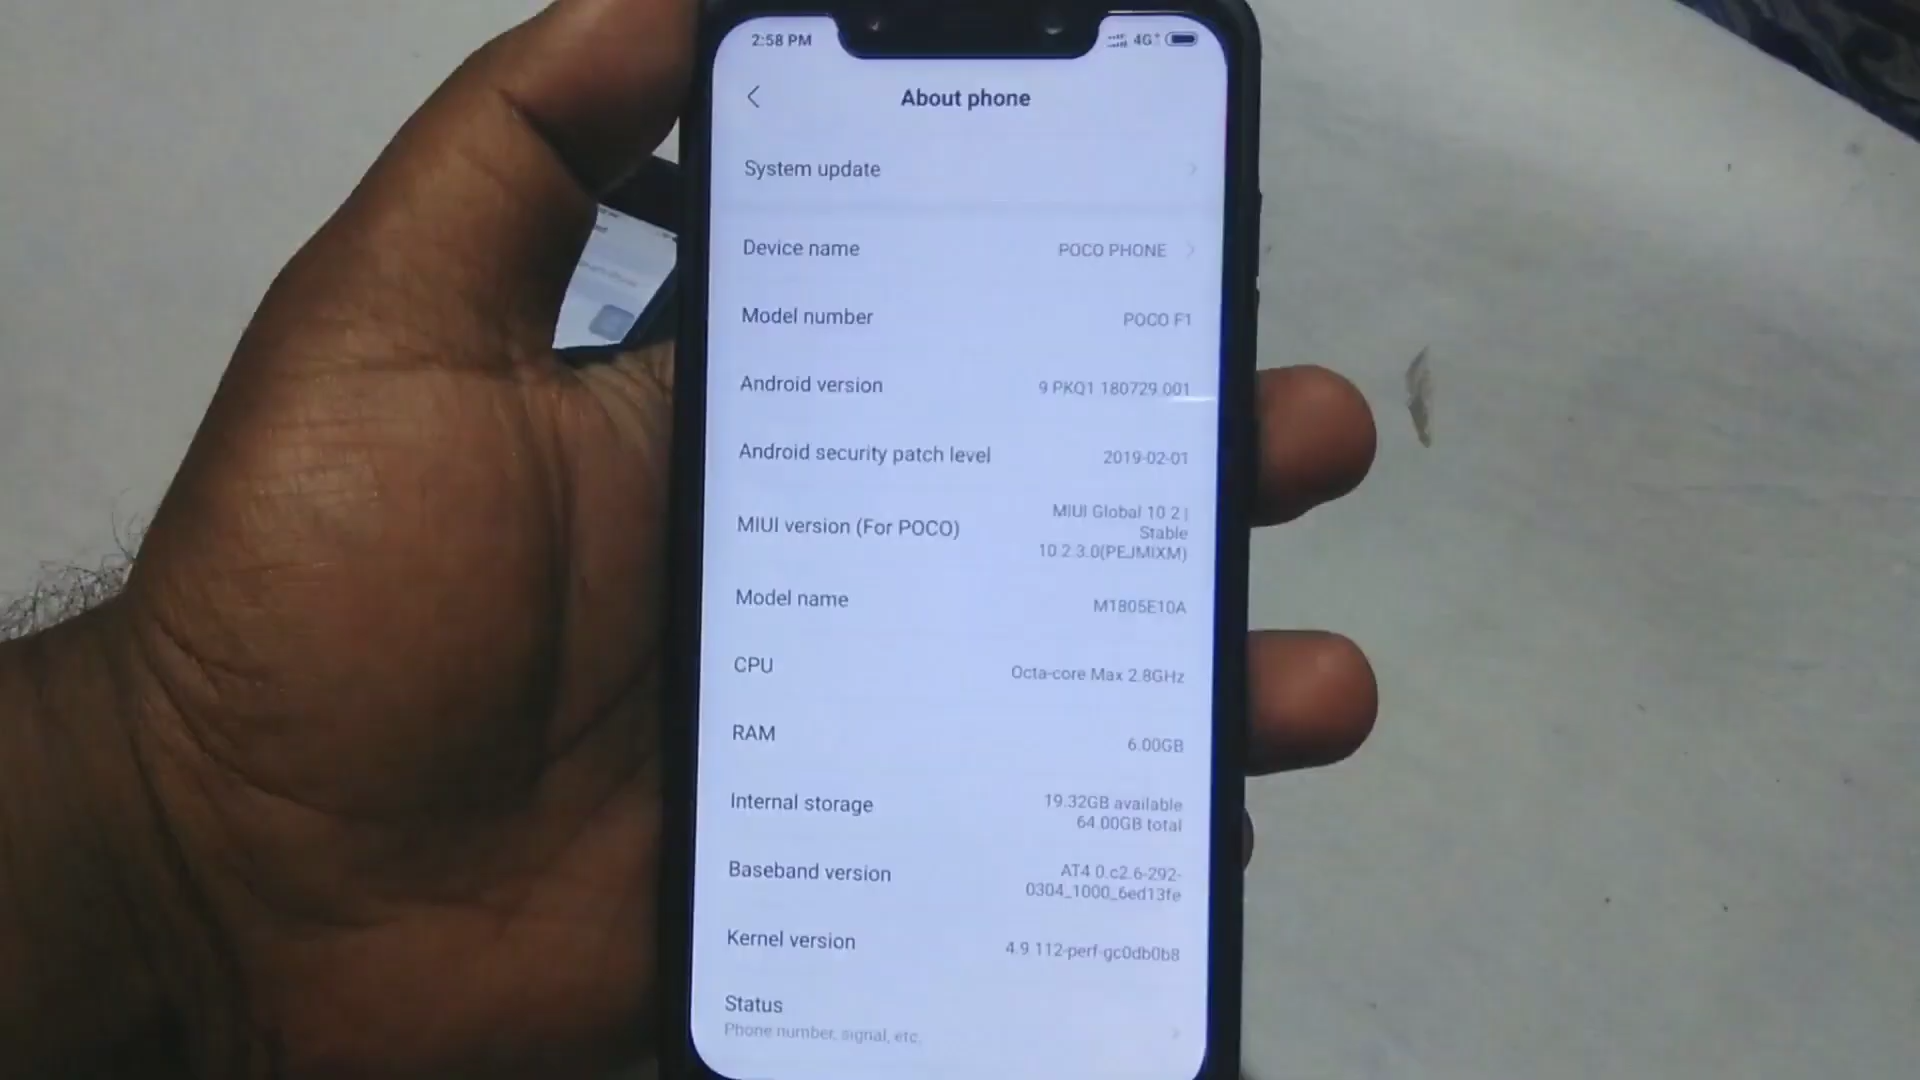 2:58 PM 4G+
About phone
System update
Device name POCO PHONE
Model number POCO F1
Android version 9 PKQ1 180729 001
Android security patch level 2019-02-01
MIUI version (For POCO) MIUI Global 10 2 |
Stable
10.2.3.0(PEJMIXM)
Model name M1805E10A
CPU Octa-core Max 2.8GHz
RAM 6.00GB
Internal storage 19.32GB available
64.00GB total
Baseband version AT4 0.c2.6-292-
0304_1000_6ed13fe
Kernel version 4.9 112-perf-gc0db0b8
Status
Phone number, signal, etc.